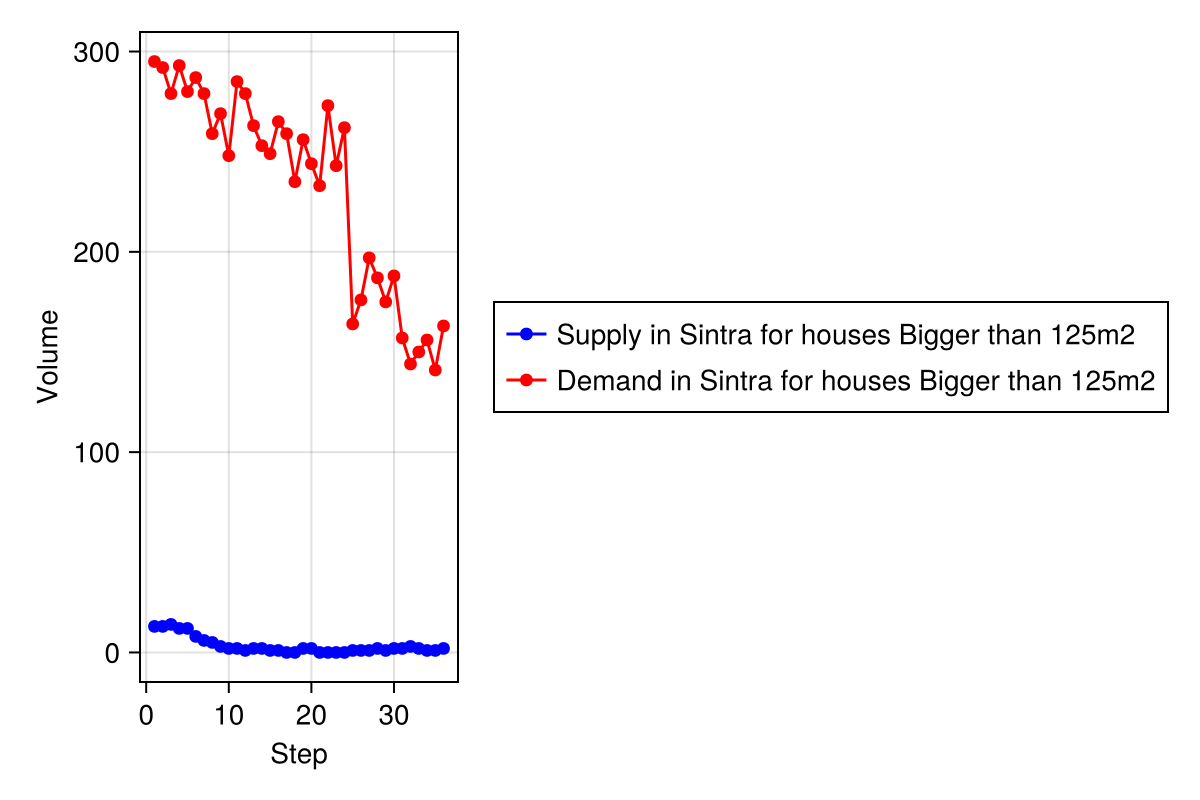 300
200
100
0
Volume
0 10 20 30
Step
Supply in Sintra for houses Bigger than 125m2
Demand in Sintra for houses Bigger than 125m2